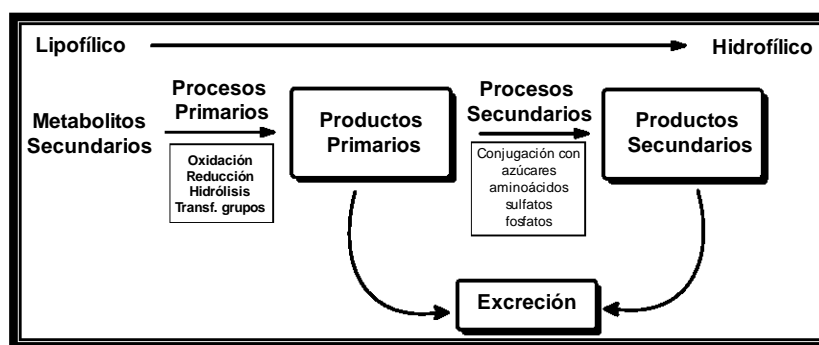 Lipofílico
Hidrofílico
Metabolitos
Secundarios
Procesos
Primarios
Oxidación
Reducción
Hidrólisis
Transf. grupos
Productos
Primarios
Procesos
Secundarios
Conjugación con
azúcares
aminoácidos
sulfatos
fosfatos
Productos
Secundarios
Excreción